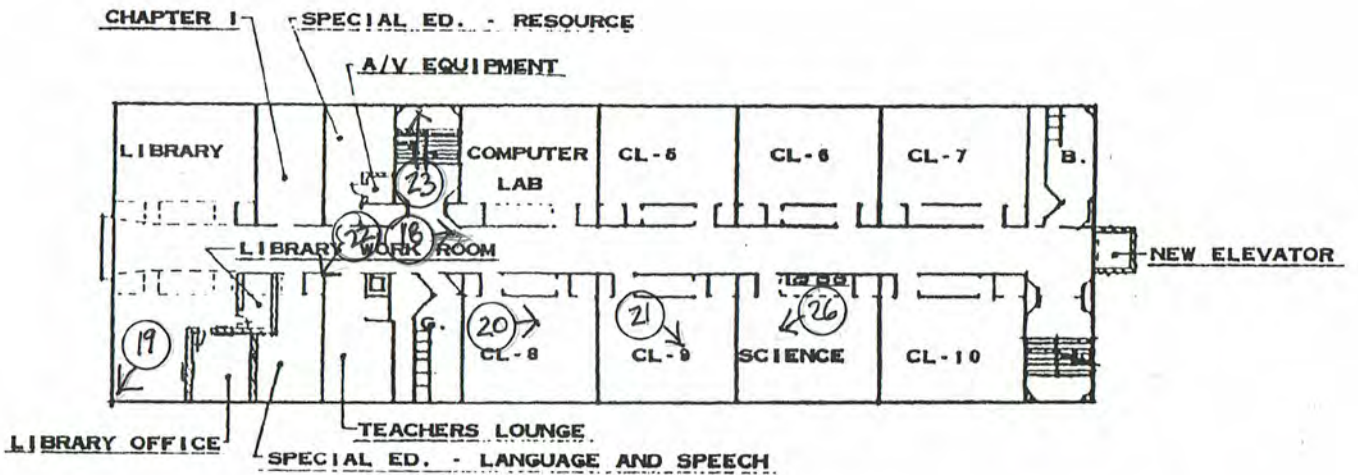 CHAPTER I
SPECIAL ED. - RESOURCE
A/V EQUIPMENT
LIBRARY
COMPUTER LAB
CL-5
CL-6
CL-7
B.
23
22
18
LIBRARY WORK ROOM
NEW ELEVATOR
19
20
21
26
G.
CL-8
CL-9
SCIENCE
CL-10
LIBRARY OFFICE
TEACHERS LOUNGE
SPECIAL ED. - LANGUAGE AND SPEECH